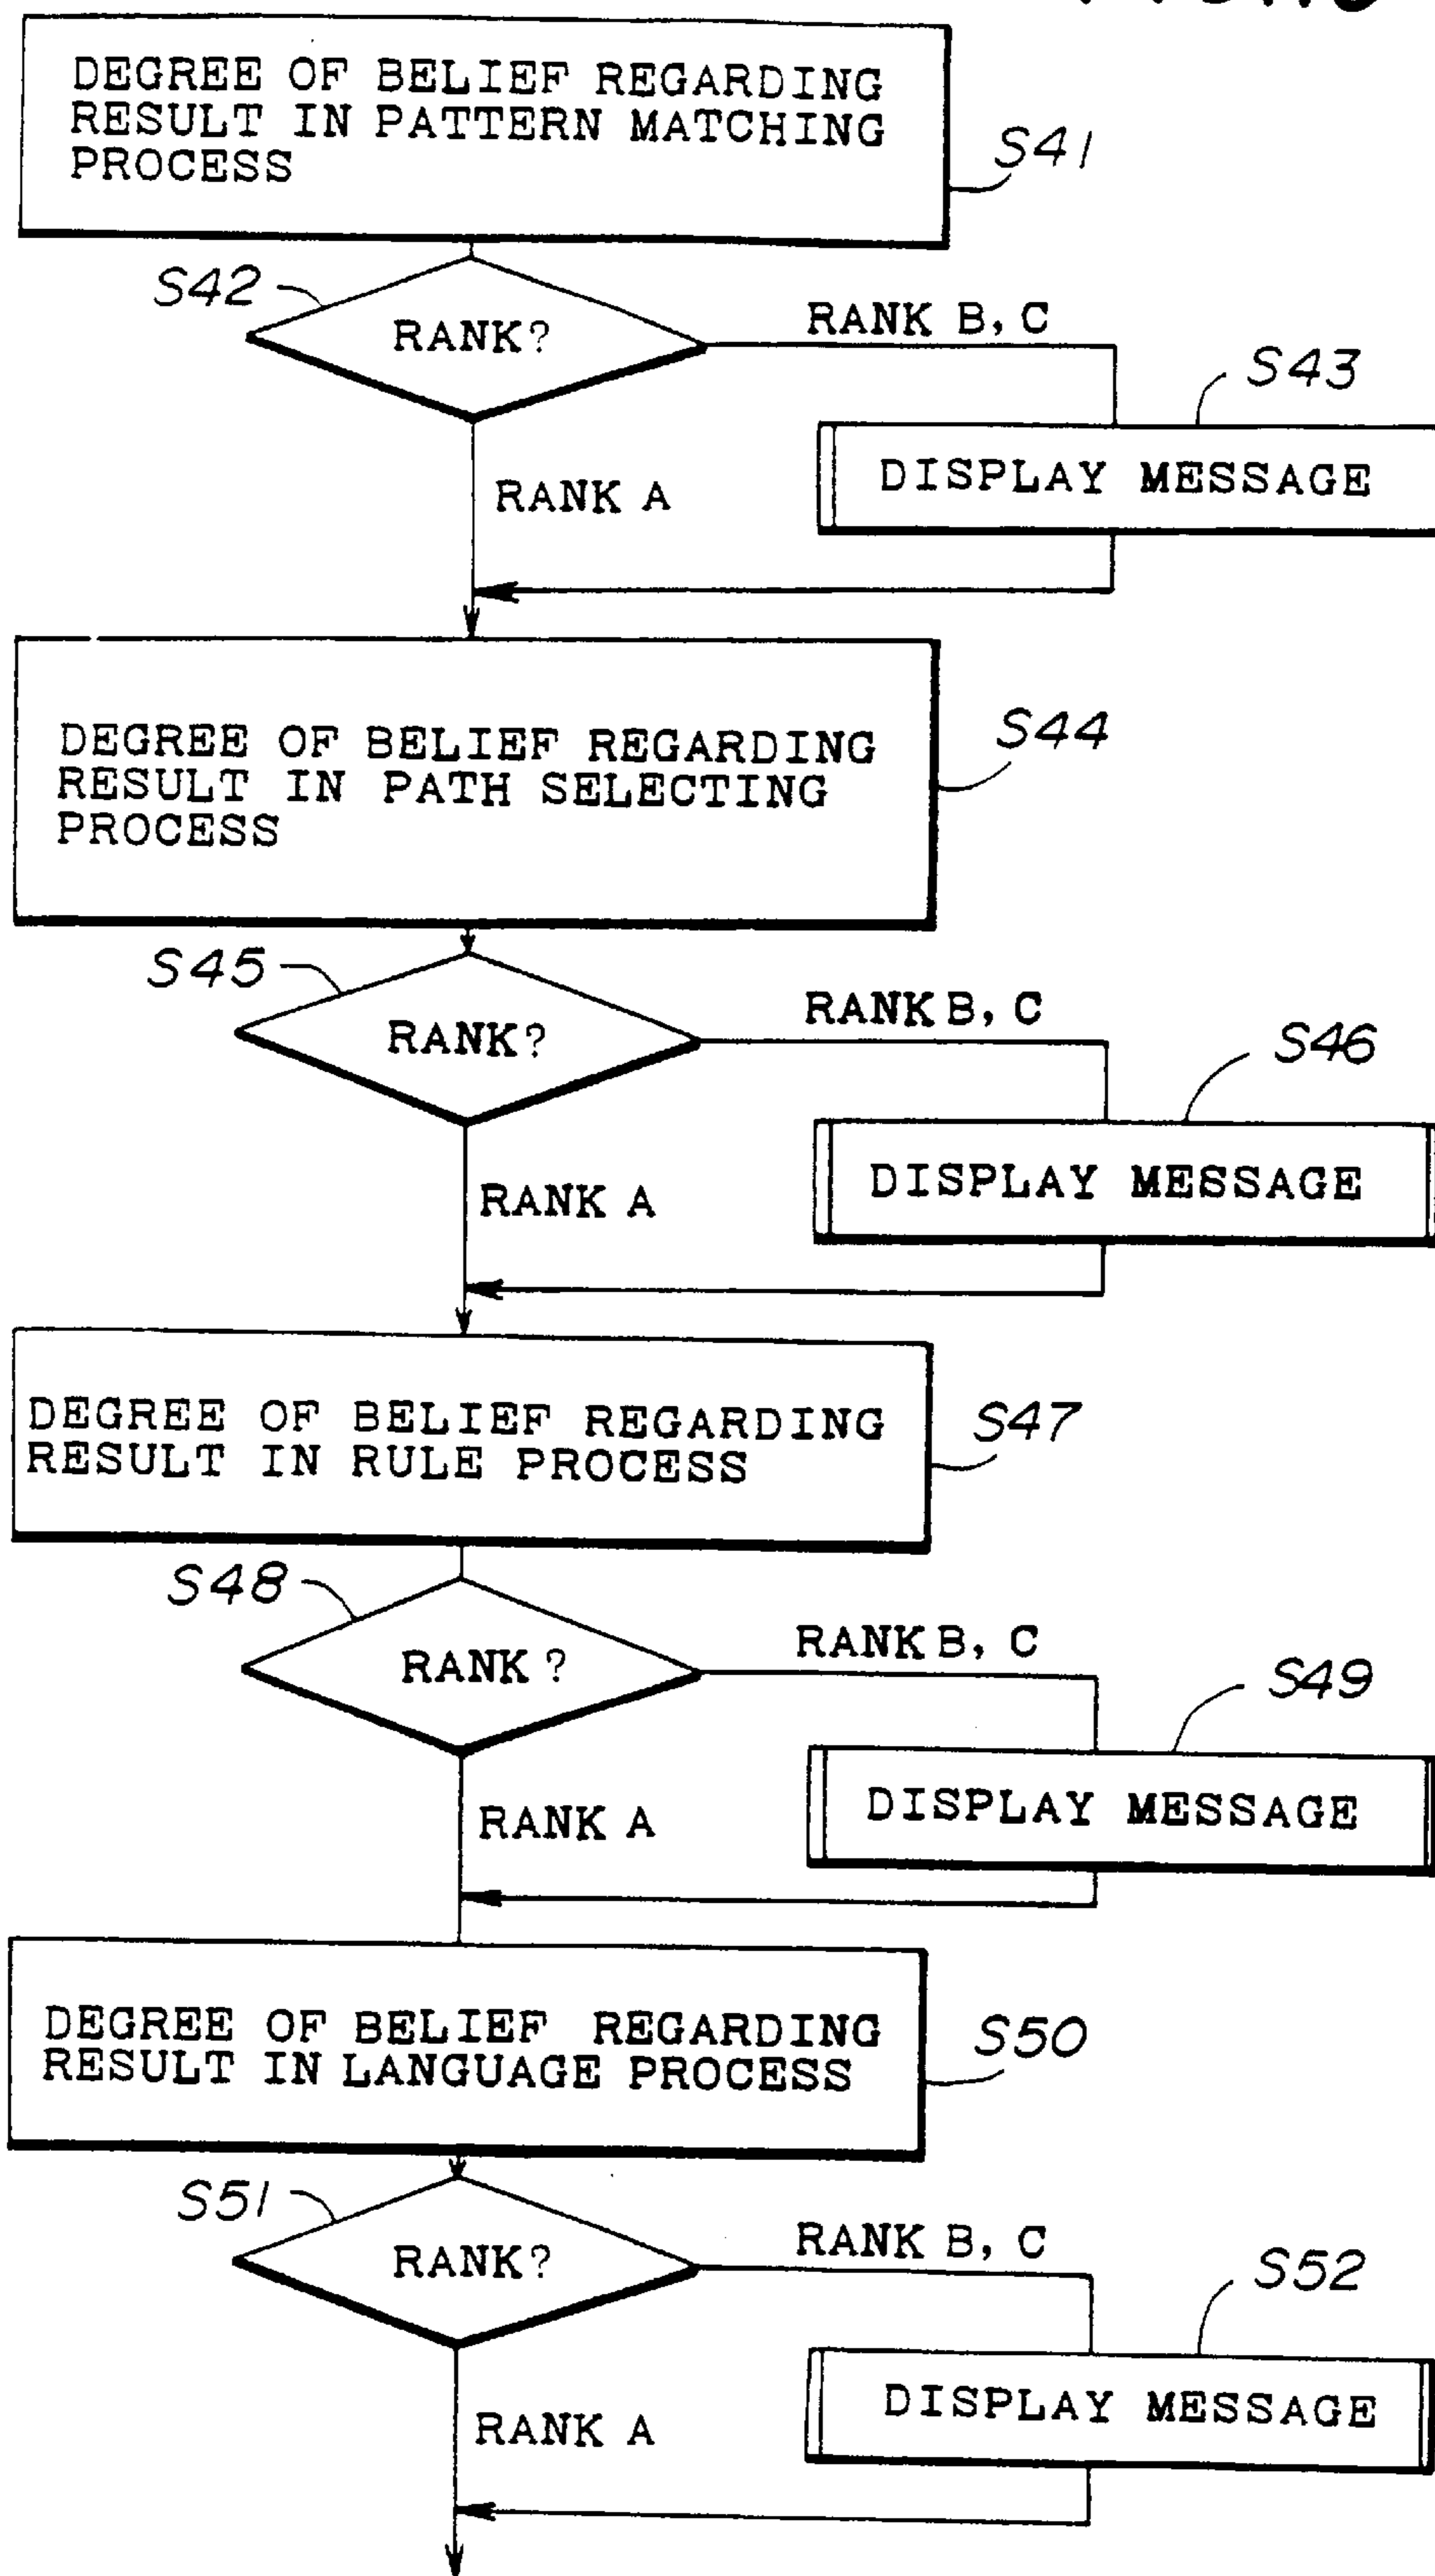 DEGREE OF BELIEF REGARDING
RESULT IN PATTERN MATCHING
PROCESS
S41
S42
RANK?
RANK B, C
S43
DISPLAY MESSAGE
RANK A
DEGREE OF BELIEF REGARDING
RESULT IN PATH SELECTING
PROCESS
S44
S45
RANK?
RANK B, C
S46
DISPLAY MESSAGE
RANK A
DEGREE OF BELIEF REGARDING
RESULT IN RULE PROCESS
S47
S48
RANK ?
RANK B, C
S49
DISPLAY MESSAGE
RANK A
DEGREE OF BELIEF REGARDING
RESULT IN LANGUAGE PROCESS
S50
S51
RANK?
RANK B, C
S52
DISPLAY MESSAGE
RANK A